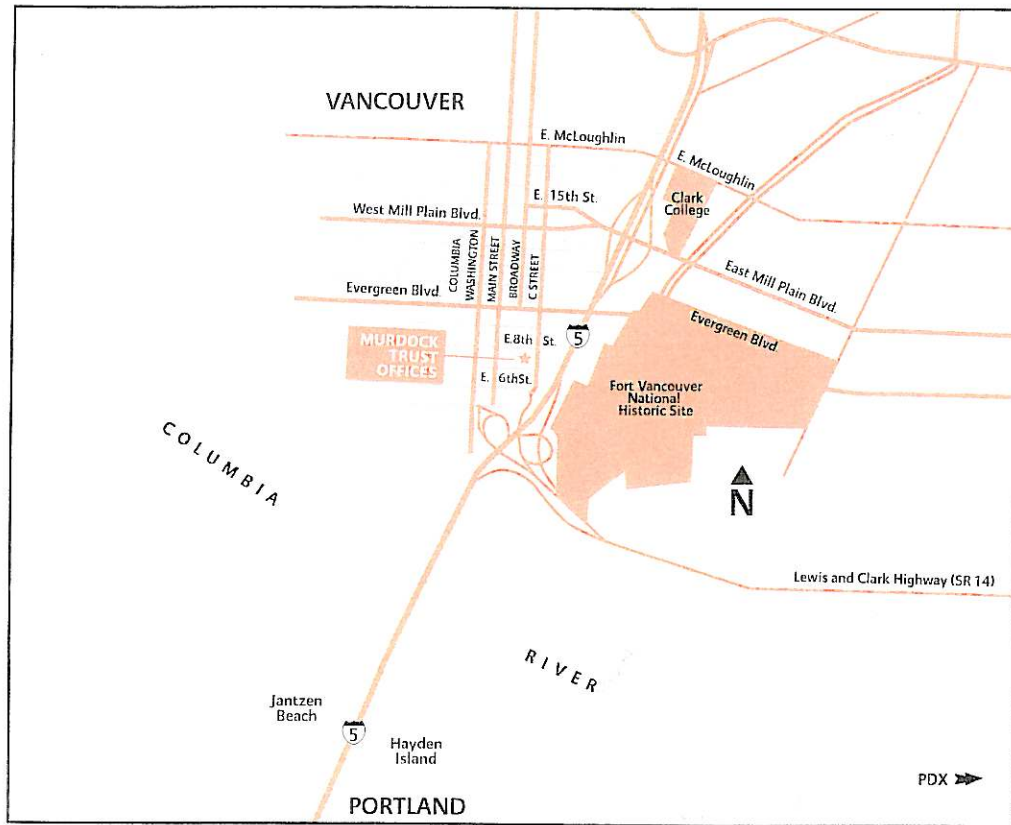 VANCOUVER
E. McLoughlin
E. McLoughlin
E. 15th St.
Clark
College
West Mill Plain Blvd.
COLUMBIA
WASHINGTON
MAIN STREET
BROADWAY
C STREET
East Mill Plain Blvd.
Evergreen Blvd.
Evergreen Blvd.
5
MURDOCK
TRUST
OFFICES
E.8th St.
E. 6thSt.
Fort Vancouver
National
Historic Site
COLUMBIA
N
Lewis and Clark Highway (SR 14)
RIVER
Jantzen
Beach
5
Hayden
Island
PDX
PORTLAND